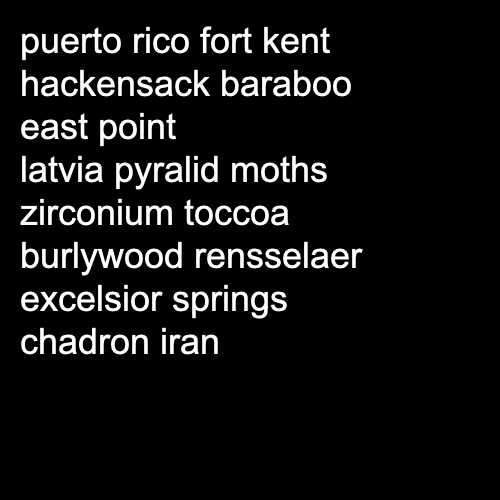 puerto rico fort kent
hackensack baraboo
east point
latvia pyralid moths
zirconium toccoa
burlywood rensselaer
excelsior springs
chadron iran